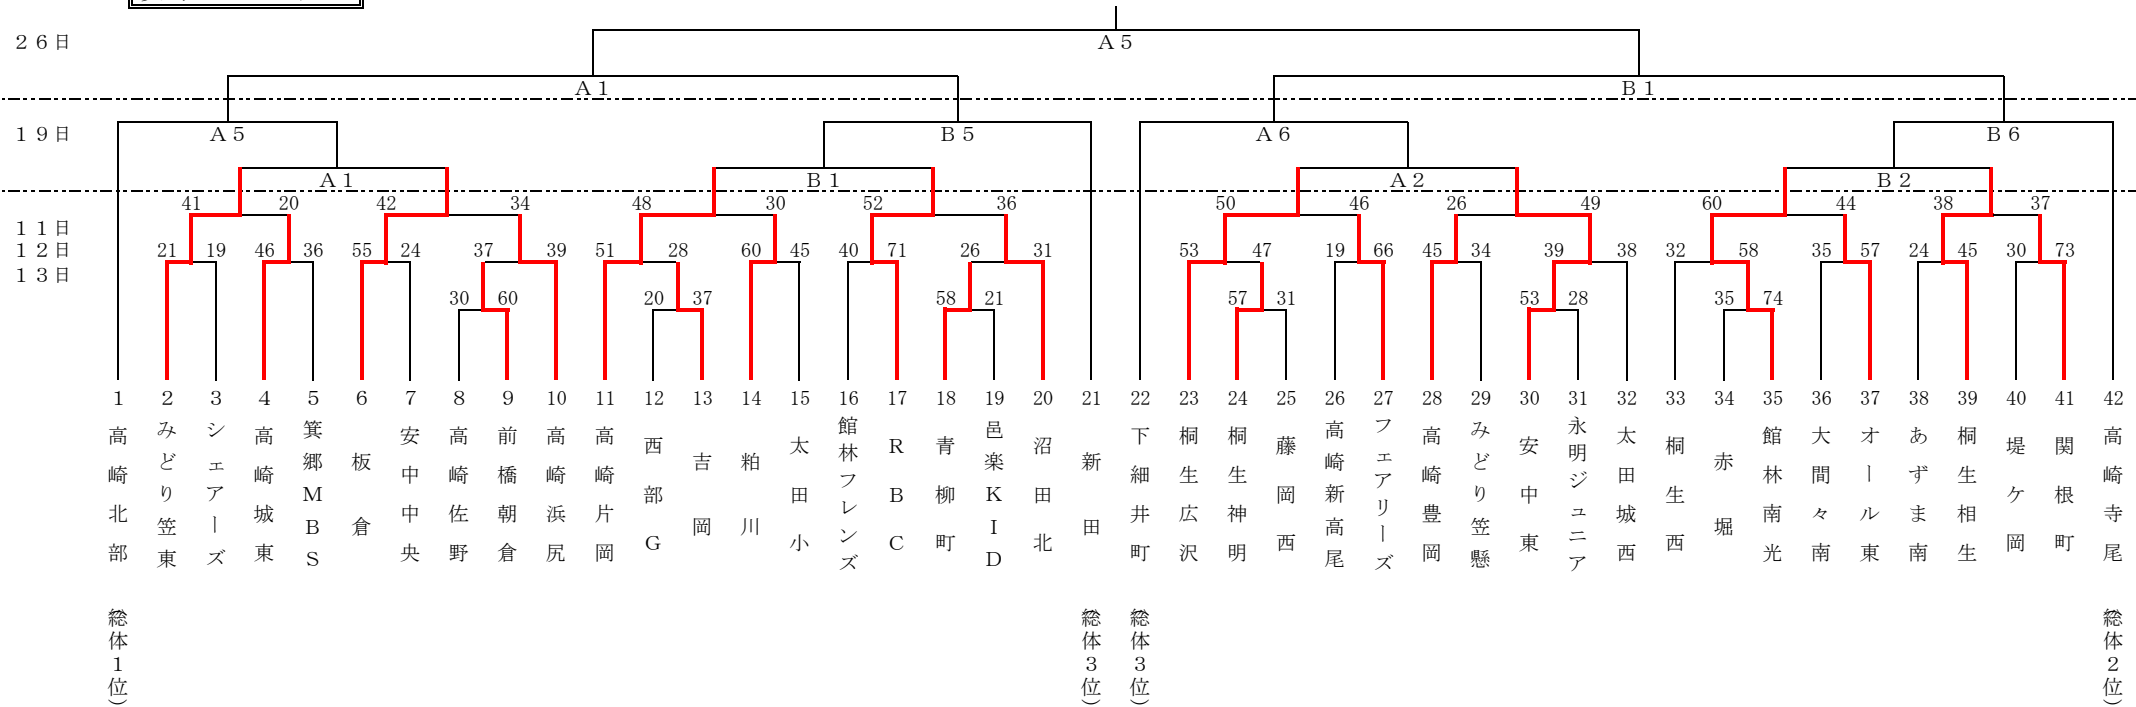 ２６日
Ａ５
Ａ１ Ｂ１
１９日
Ａ５ Ｂ５ Ａ６ Ｂ６
Ａ１ Ｂ１ Ａ２ Ｂ２
41 20 42 34 48 30 52 36 50 46 26 49 60 44 38 37
１１日
１２日
21 19 46 36 55 24 37 39 51 28 60 45 40 71 26 31 53 47 19 66 45 34 39 38 32 58 35 57 24 45 30 73
１３日
30 60 20 37 58 21 57 31 53 28 35 74
1 2 3 4 5 6 7 8 9 10 11 12 13 14 15 16 17 18 19 20 21 22 23 24 25 26 27 28 29 30 31 32 33 34 35 36 37 38 39 40 41 42
高崎北部
みどり笠東
シェアーズ
高崎城東
箕郷ＭＢＳ
板倉
安中中央
高崎佐野
前橋朝倉
高崎浜尻
高崎片岡
西部Ｇ
吉岡
粕川
太田小
館林フレンズ
ＲＢＣ
青柳町
邑楽ＫＩＤ
沼田北
新田
下細井町
桐生広沢
桐生神明
藤岡西
高崎新高尾
フェアリーズ
高崎豊岡
みどり笠懸
安中東
永明ジュニア
太田城西
桐生西
赤堀
館林南光
大間々南
オール東
あずま南
桐生相生
堤ケ岡
関根町
高崎寺尾
（総体１位）
（総体３位）
（総体３位）
（総体２位）